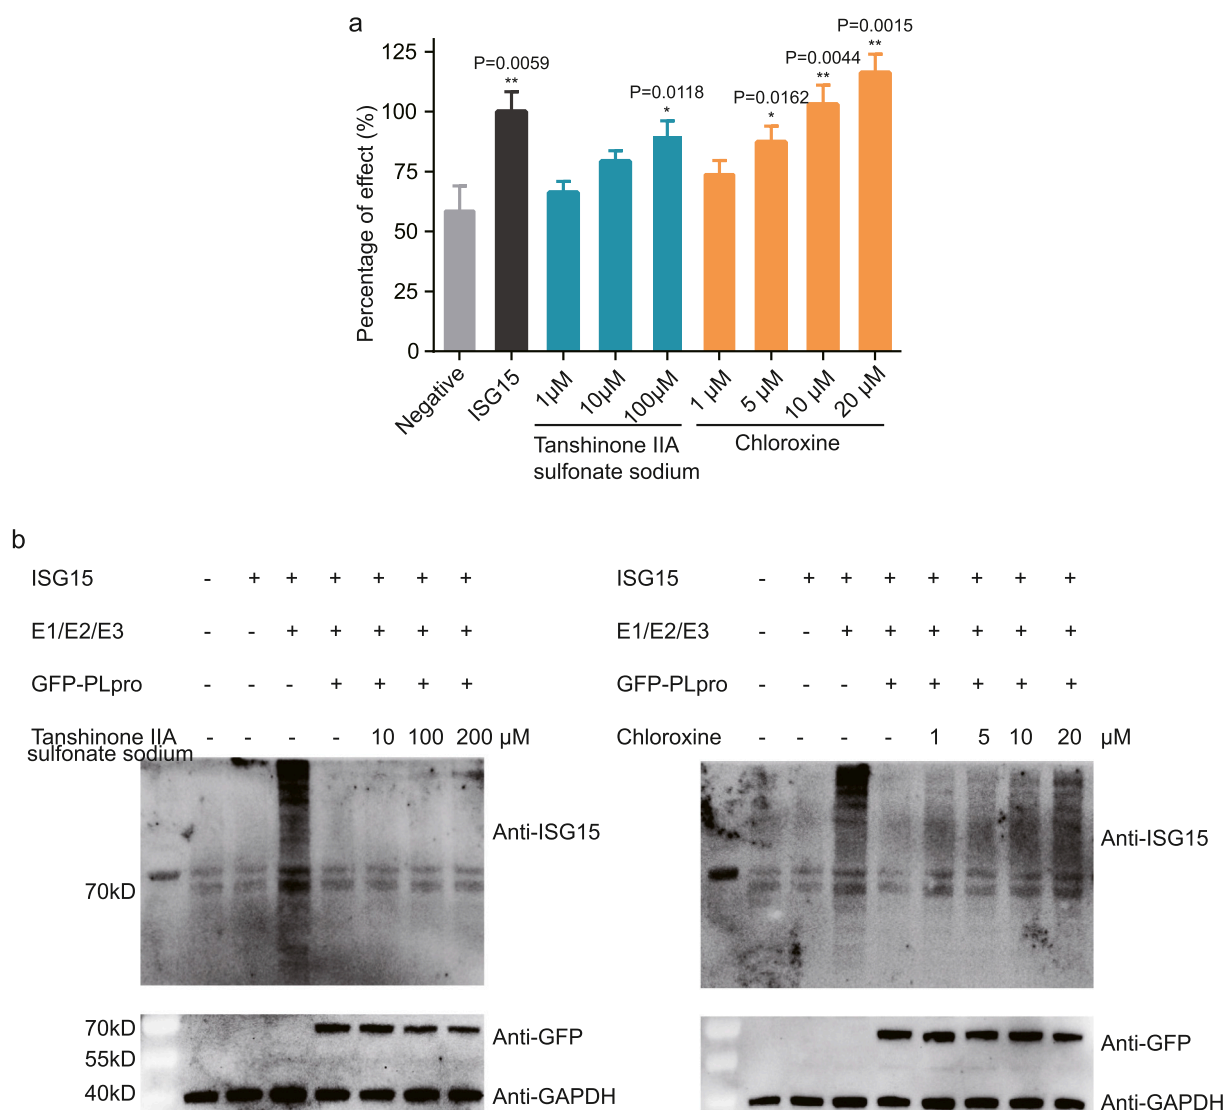 a
125
100
75
50
25
0
Percentage of effect (%)
P=0.0059
**
P=0.0118
*
P=0.0162
*
P=0.0044
**
P=0.0015
**
Negative
ISG15
1μM
10μM
100μM
1 μM
5 μM
10 μM
20 μM
Tanshinone IIA
sulfonate sodium
Chloroxine
b
ISG15 - + + + + + +
E1/E2/E3 - - + + + + +
GFP-PLpro - - - + + + +
Tanshinone IIA
sulfonate sodium - - - - 10 100 200 μM
Anti-ISG15
70kD
70kD
Anti-GFP
55kD
40kD
Anti-GAPDH
ISG15 - + + + + + + +
E1/E2/E3 - - + + + + + +
GFP-PLpro - - - + + + + +
Chloroxine - - - - 1 5 10 20 μM
Anti-ISG15
Anti-GFP
Anti-GAPDH